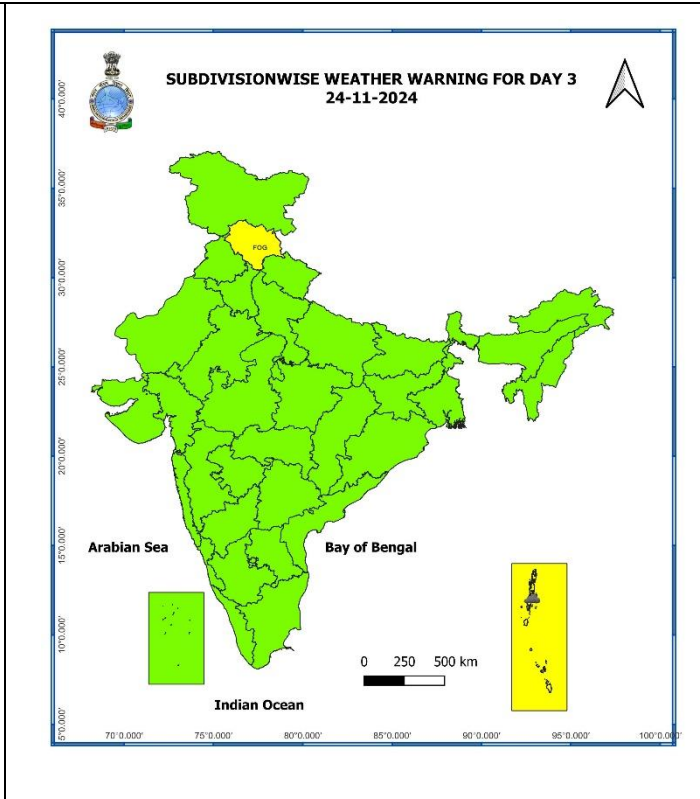 SUBDIVISIONWISE WEATHER WARNING FOR DAY 3
24-11-2024
40°0.000'
35°0.000'
FOG
30°0.000'
25°0.000'
20°0.000'
15°0.000'
Arabian Sea
Bay of Bengal
10°0.000'
0 250 500 km
Indian Ocean
5°0.000'
70°0.000' 75°0.000' 80°0.000' 85°0.000' 90°0.000' 95°0.000' 100°0.000'